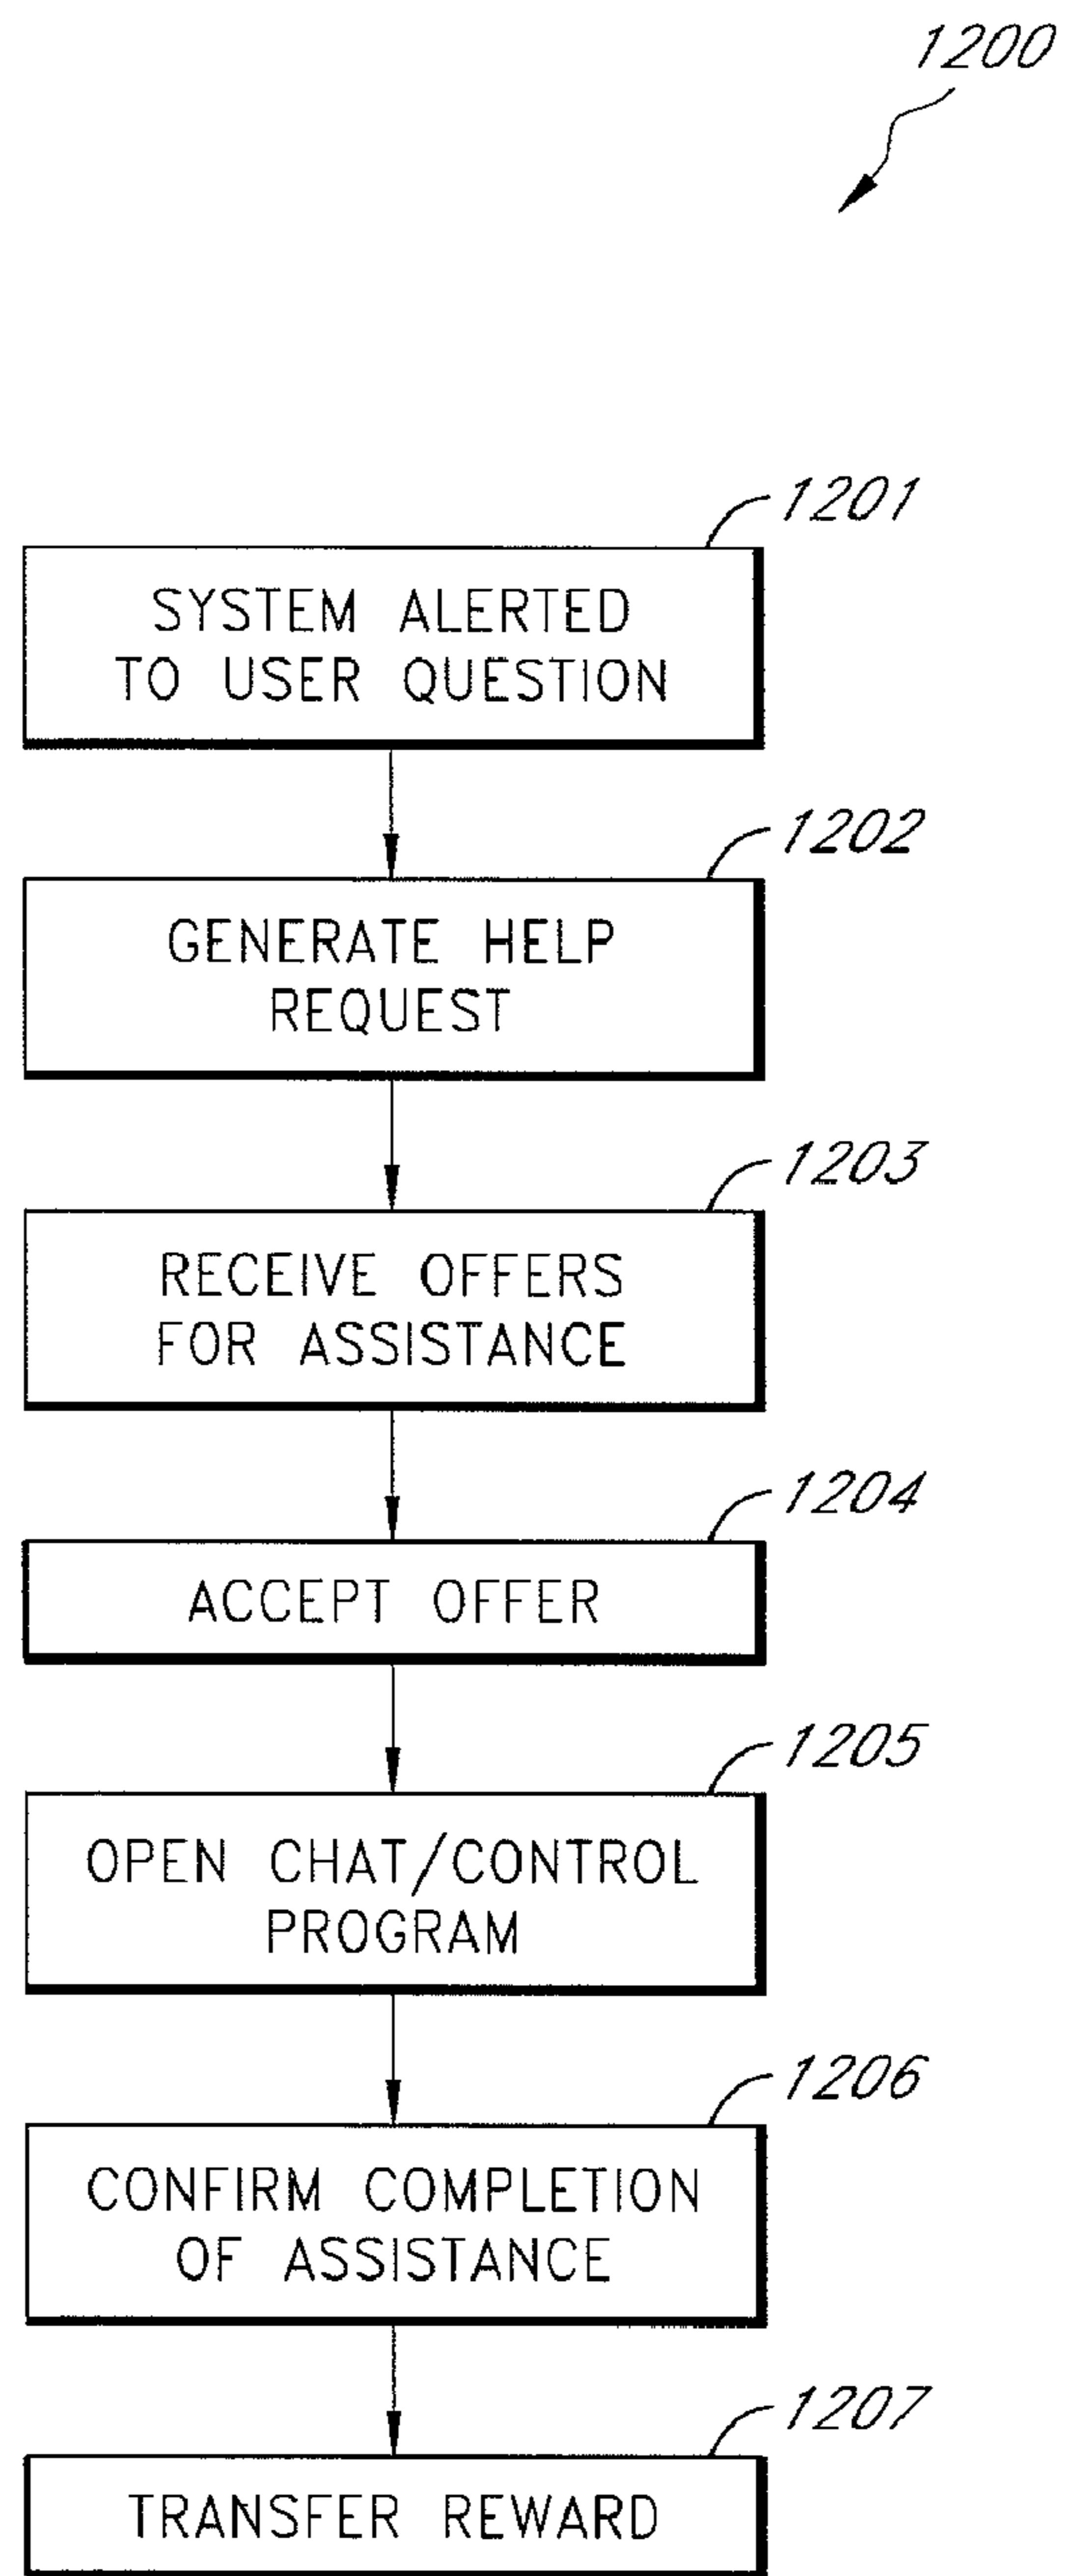 1200
1201
SYSTEM ALERTED
TO USER QUESTION
1202
GENERATE HELP
REQUEST
1203
RECEIVE OFFERS
FOR ASSISTANCE
1204
ACCEPT OFFER
1205
OPEN CHAT/CONTROL
PROGRAM
1206
CONFIRM COMPLETION
OF ASSISTANCE
1207
TRANSFER REWARD